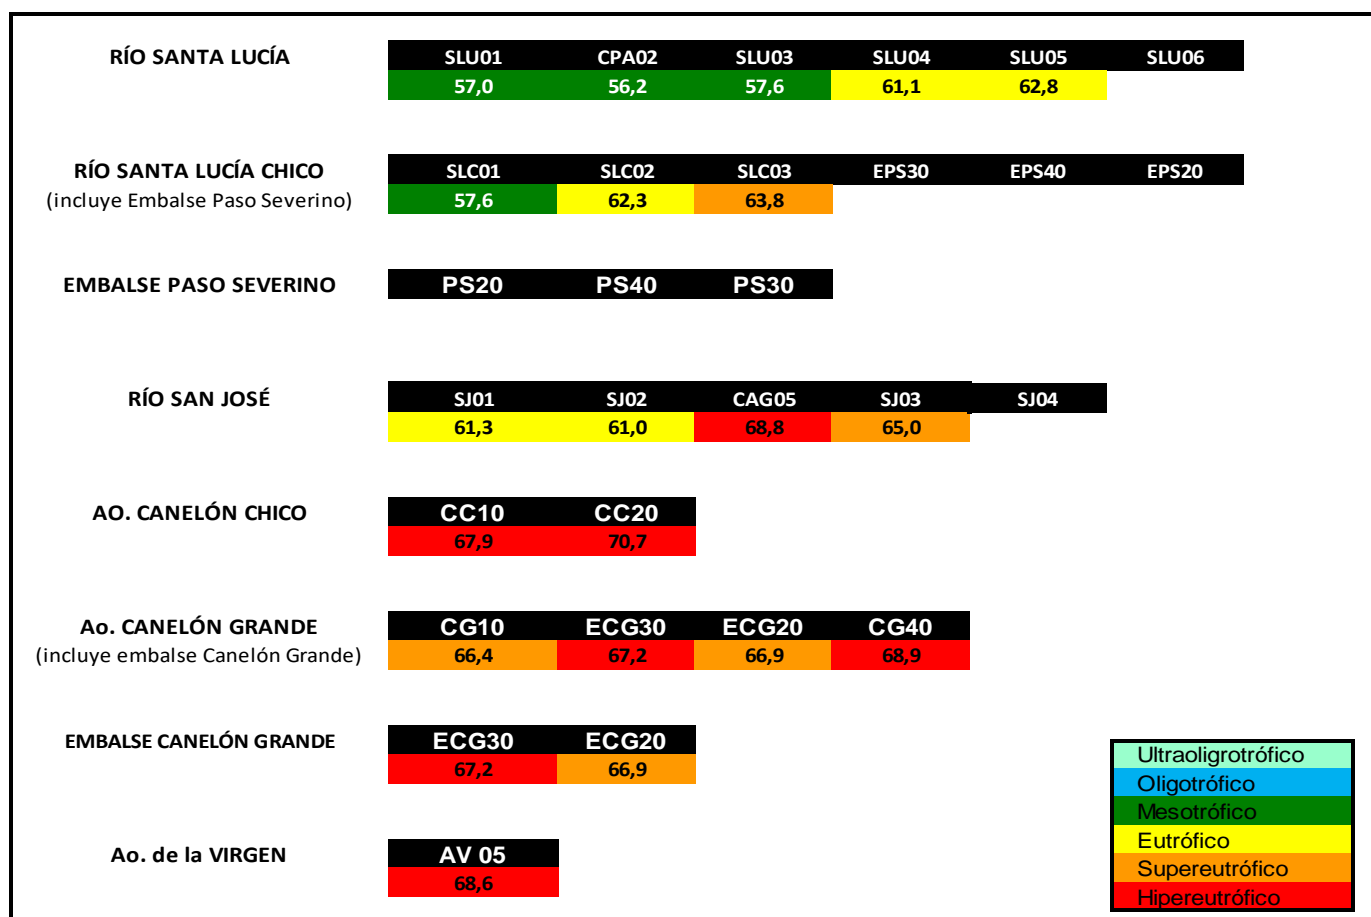 RÍO SANTA LUCÍA SLU01 CPA02 SLU03 SLU04 SLU05 SLU06
57,0 56,2 57,6 61,1 62,8
RÍO SANTA LUCÍA CHICO SLC01 SLC02 SLC03 EPS30 EPS40 EPS20
(incluye Embalse Paso Severino) 57,6 62,3 63,8
EMBALSE PASO SEVERINO PS20 PS40 PS30
RÍO SAN JOSÉ SJ01 SJ02 CAG05 SJ03 SJ04
61,3 61,0 68,8 65,0
AO. CANELÓN CHICO CC10 CC20
67,9 70,7
Ao. CANELÓN GRANDE CG10 ECG30 ECG20 CG40
(incluye embalse Canelón Grande) 66,4 67,2 66,9 68,9
EMBALSE CANELÓN GRANDE ECG30 ECG20
67,2 66,9
Ao. de la VIRGEN AV 05
68,6
Ultraoligrotrófico
Oligotrófico
Mesotrófico
Eutrófico
Supereutrófico
Hipereutrófico